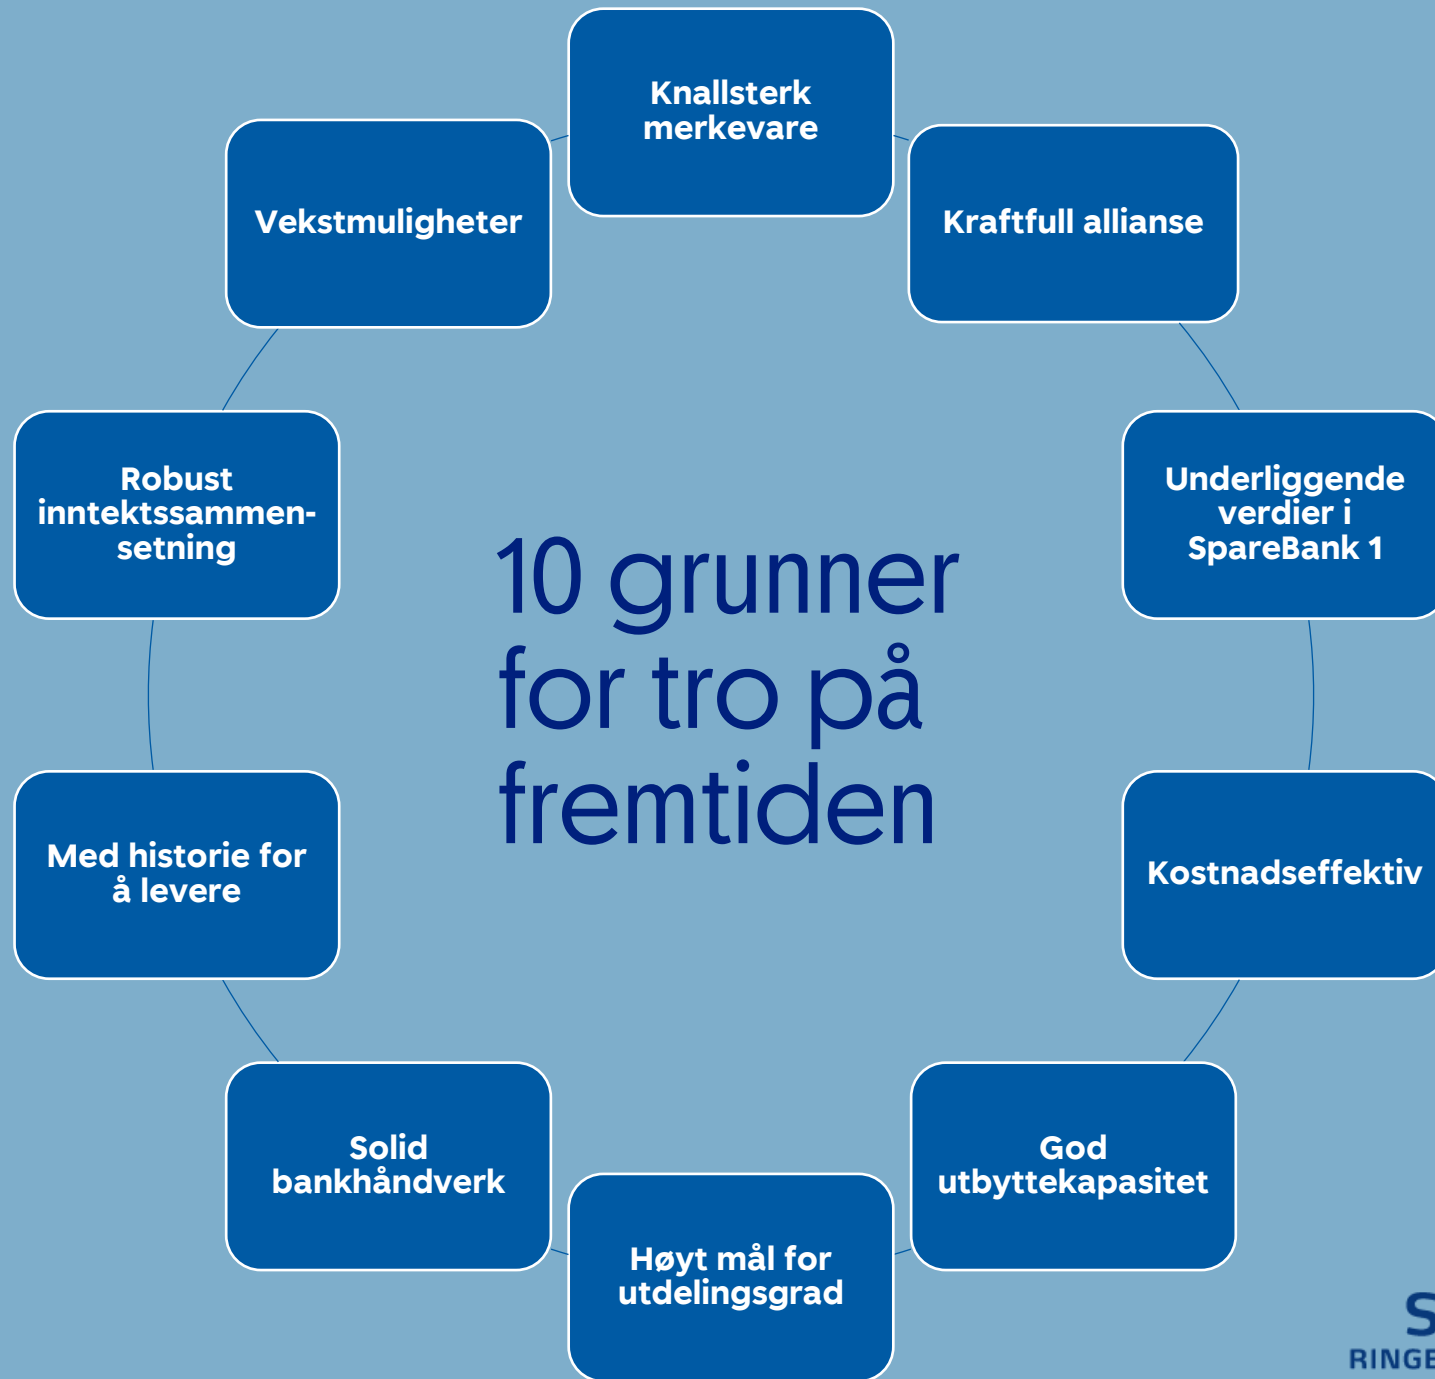 Knallsterk
merkevare
Kraftfull allianse
Underliggende
verdier i
SpareBank 1
Kostnadseffektiv
God
utbyttekapasitet
Høyt mål for
utdelingsgrad
Solid
bankhåndverk
Med historie for
å levere
Robust
inntektssammen-
setning
Vekstmuligheter
10 grunner
for tro på
fremtiden